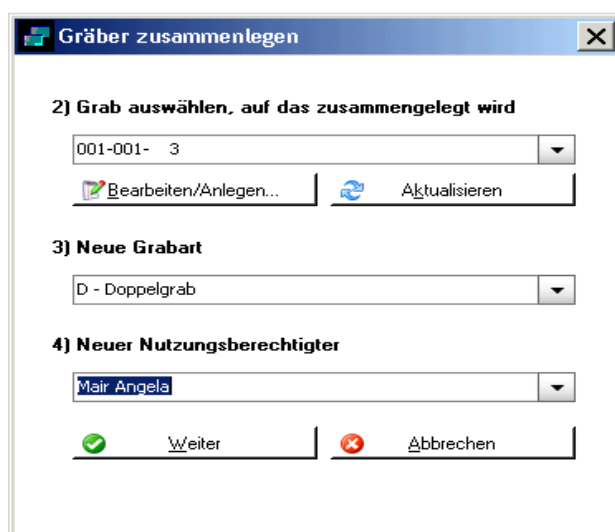 Gräber zusammenlegen
2) Grab auswählen, auf das zusammengelegt wird
001-001-   3
Bearbeiten/Anlegen... Aktualisieren
3) Neue Grabart
D - Doppelgrab
4) Neuer Nutzungsberechtigter
Mair Angela
Weiter Abbrechen